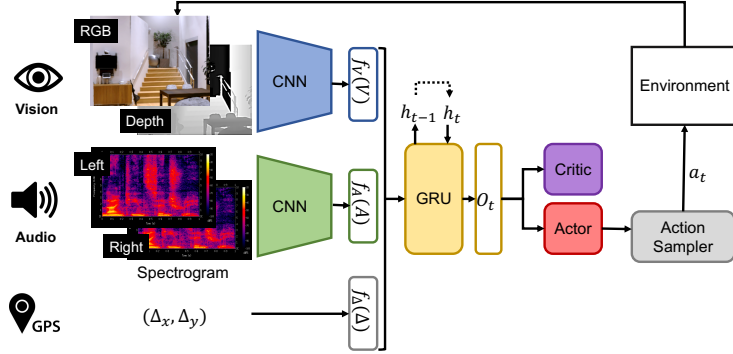 RGB
Vision
Depth
CNN
f_V(V)
Left
Audio
Right
Spectrogram
CNN
f_A(A)
GPS
(Δ_x, Δ_y)
f_Δ(Δ)
h_{t−1} h_t
GRU
O_t
Critic
Actor
Action
Sampler
a_t
Environment